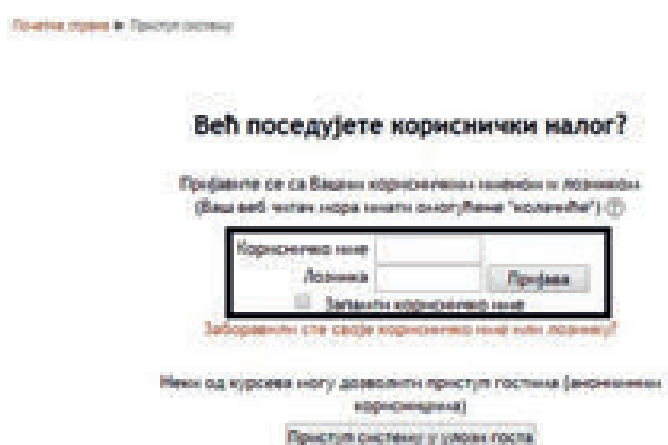 Почетна страна ► Приступ систему
Већ поседујете кориснички налог?
Пријавите се са Вашим корисничким именом и лозинком
(Ваш веб читач мора имати омогућене "колачиће")
Корисничко име
Лозинка
Пријава
Запамти корисничко име
Заборавили сте своје корисничко име или лозинку?
Неки од курсева могу дозволити приступ гостима (анонимним
корисницима)
Приступ систему у улози госта